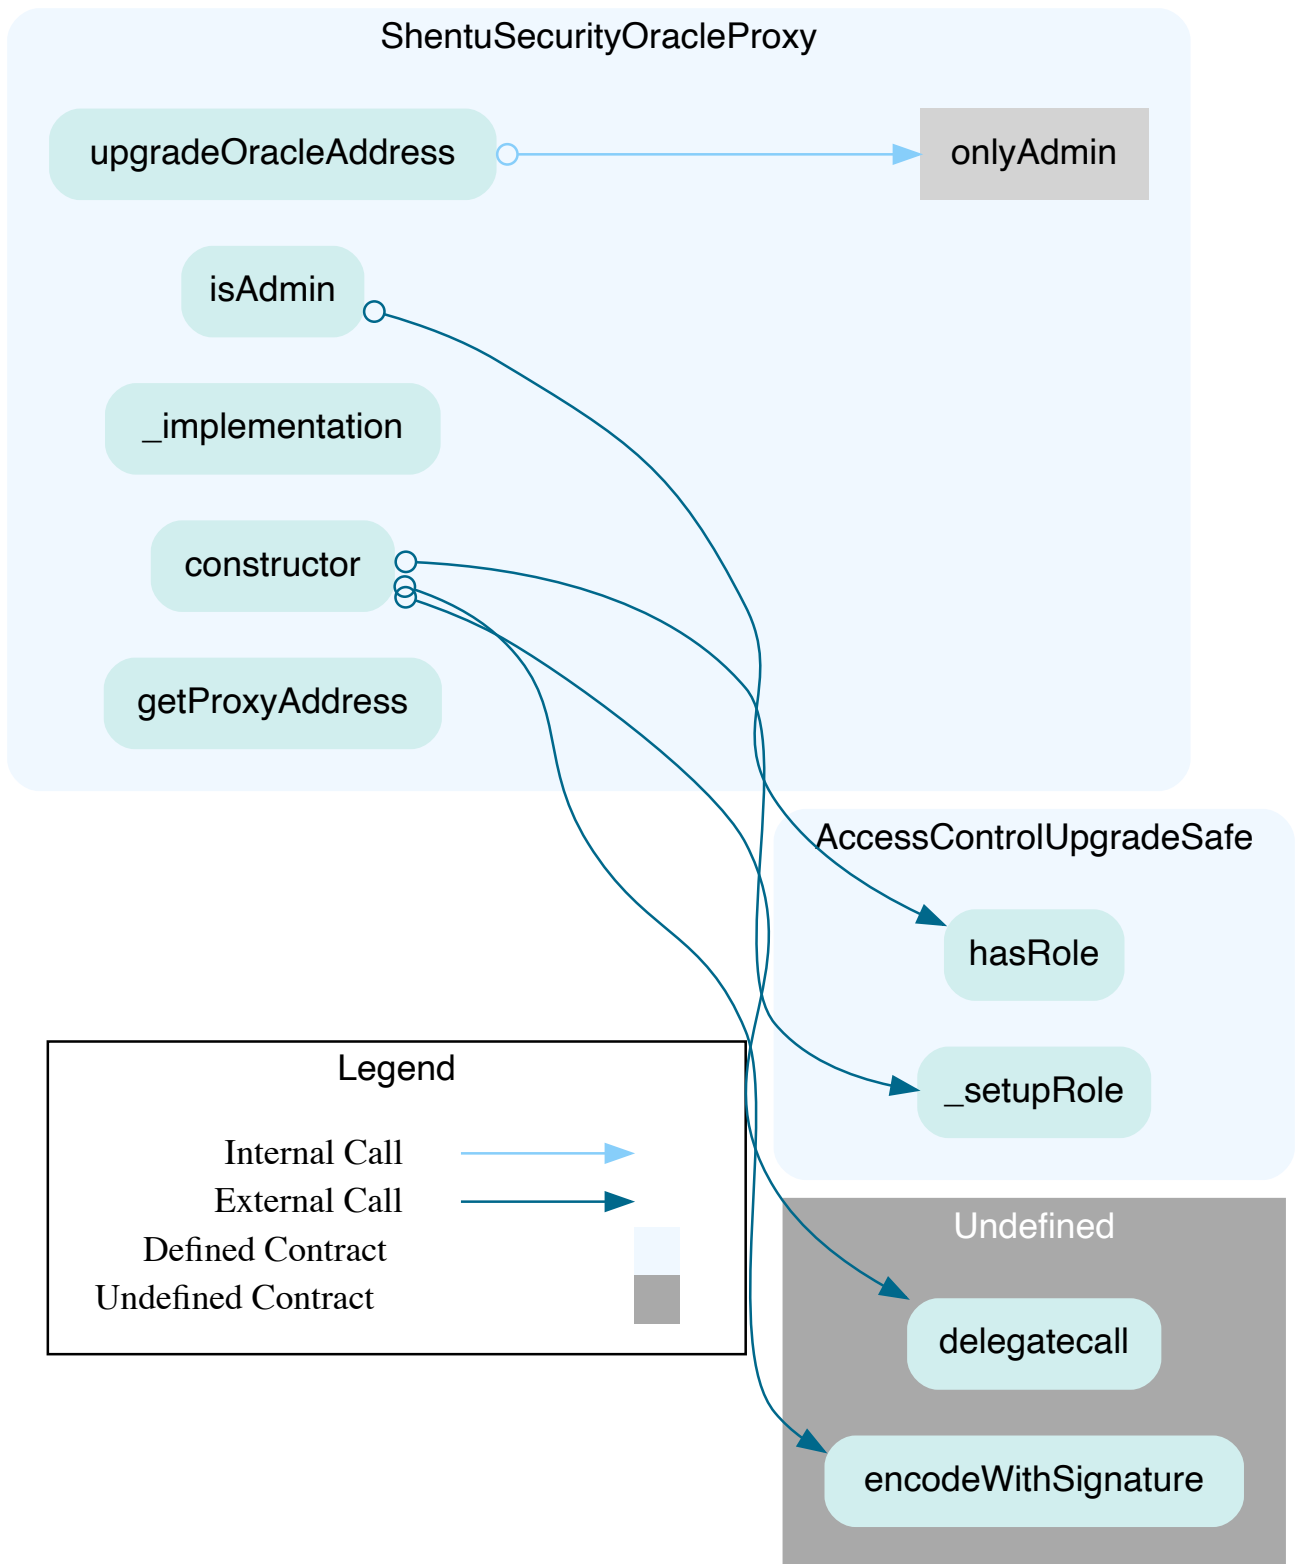 ShentuSecurityOracleProxy
upgradeOracleAddress
onlyAdmin
isAdmin
_implementation
constructor
getProxyAddress
AccessControlUpgradeSafe
hasRole
_setupRole
Legend
Internal Call
External Call
Defined Contract
Undefined Contract
Undefined
delegatecall
encodeWithSignature